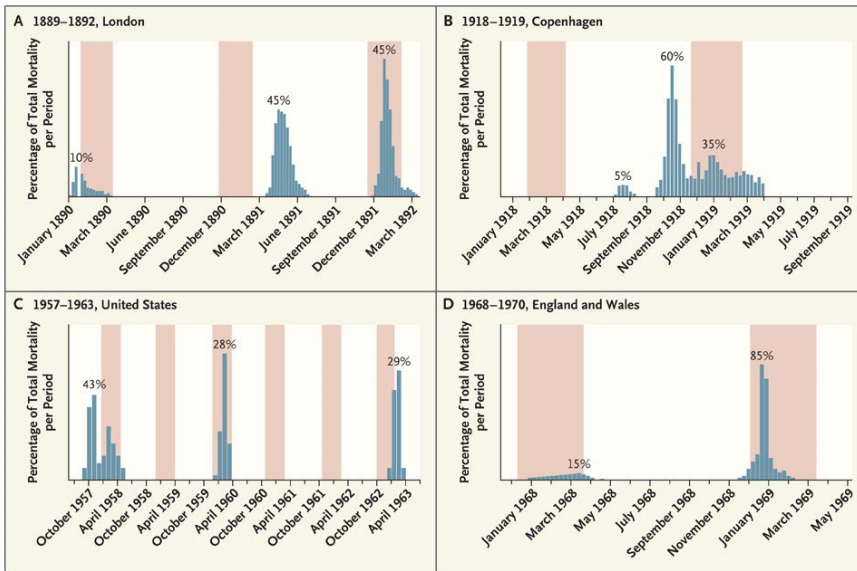 A 1889–1892, London
Percentage of Total Mortality
per Period
10%
45%
45%
January 1890
March 1890
June 1890
September 1890
December 1890
March 1891
June 1891
September 1891
December 1891
March 1892
B 1918–1919, Copenhagen
Percentage of Total Mortality
per Period
5%
60%
35%
January 1918
March 1918
May 1918
July 1918
September 1918
November 1918
January 1919
March 1919
May 1919
July 1919
September 1919
C 1957–1963, United States
Percentage of Total Mortality
per Period
43%
28%
29%
October 1957
April 1958
October 1958
April 1959
October 1959
April 1960
October 1960
April 1961
October 1961
April 1962
October 1962
April 1963
D 1968–1970, England and Wales
Percentage of Total Mortality
per Period
15%
85%
January 1968
March 1968
May 1968
July 1968
September 1968
November 1968
January 1969
March 1969
May 1969